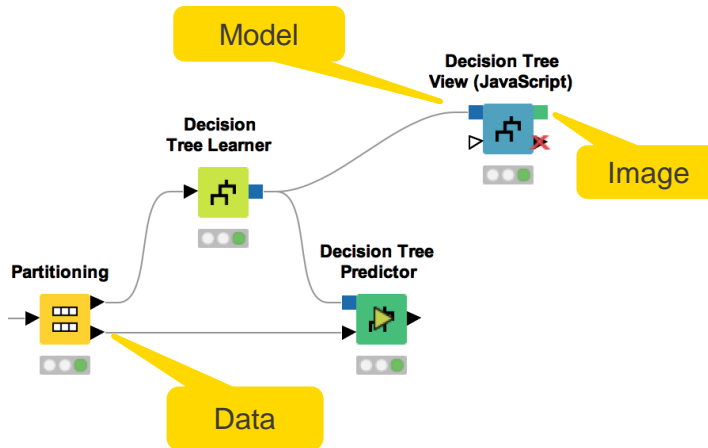 Model
Decision Tree
View (JavaScript)
Decision
Tree Learner
Image
Decision Tree
Predictor
Partitioning
Data